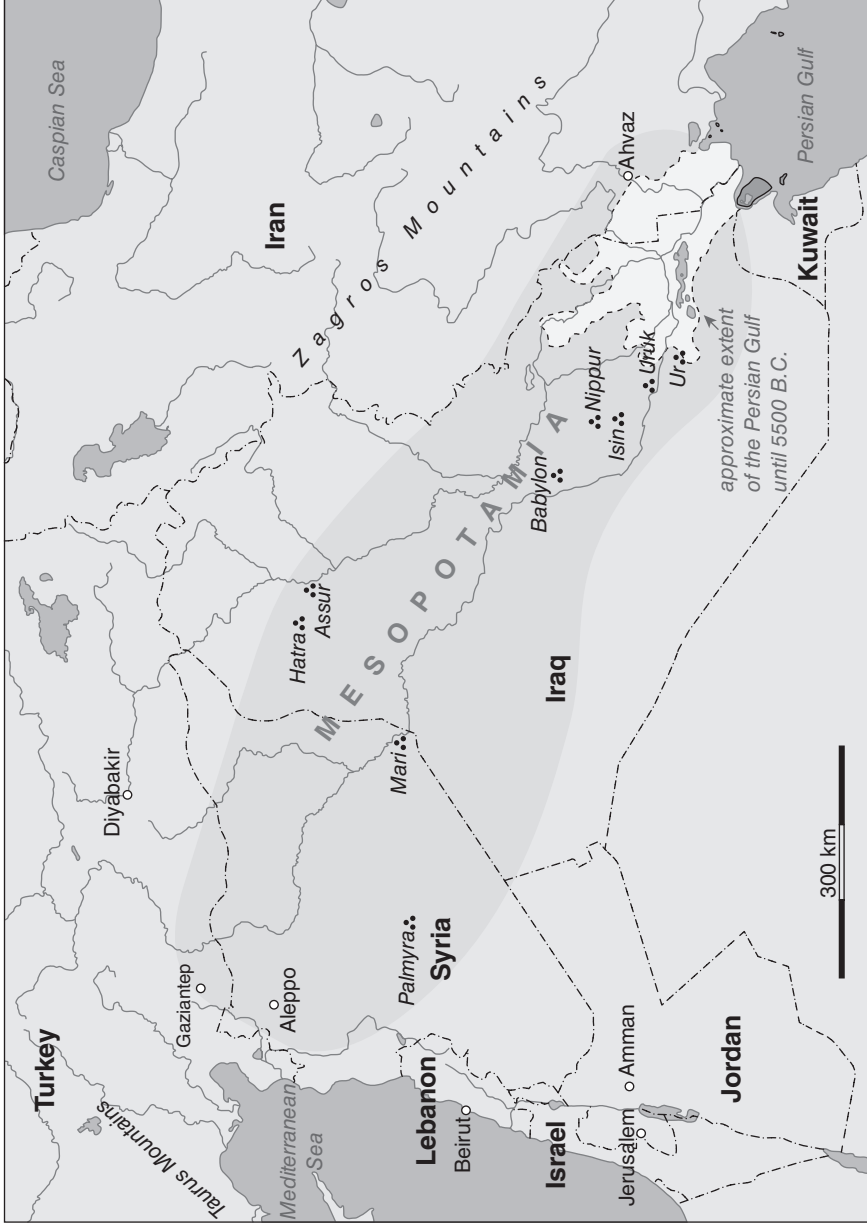 Turkey
Taurus Mountains
Caspian Sea
Gaziantep
Diyabakir
Aleppo
Mediterranean
Sea
Iran
Zagros Mountains
Hatra
Assur
MESOPOTAMIA
Mari
Palmyra
Syria
Lebanon
Beirut
Babylon
Nippur
Isin
Uruk
Ur
Ahvaz
Iraq
Israel
Jerusalem
Amman
Jordan
approximate extent
of the Persian Gulf
until 5500 B.C.
Kuwait
Persian Gulf
300 km